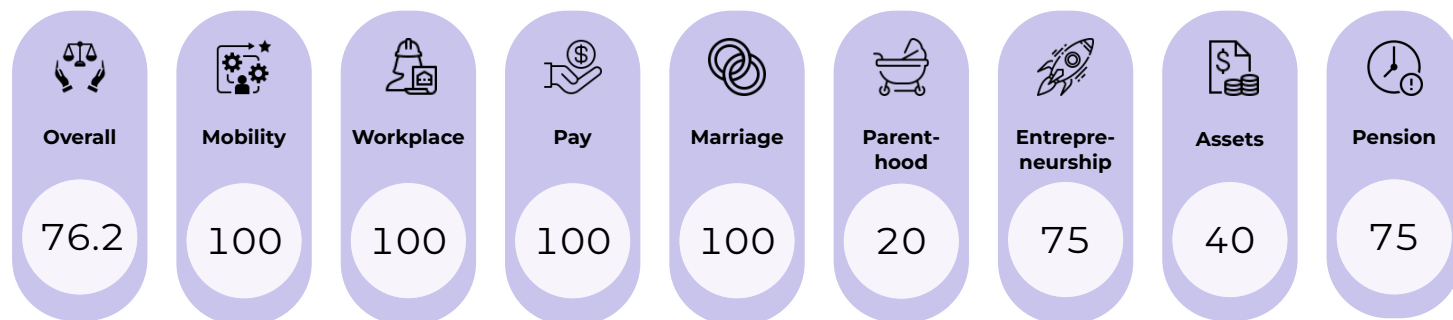 Overall
76.2
Mobility
100
Workplace
100
$
Pay
100
Marriage
100
Parent-
hood
20
Entrepre-
neurship
75
$
Assets
40
!
Pension
75